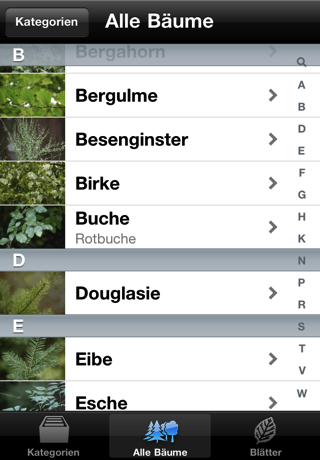 Kategorien
Alle Bäume
B
Bergahorn
Bergulme
Besenginster
Birke
Buche
Rotbuche
D
Douglasie
E
Eibe
Esche
A
B
D
E
F
G
H
K
N
P
R
S
T
V
W
Kategorien
Alle Bäume
Blätter